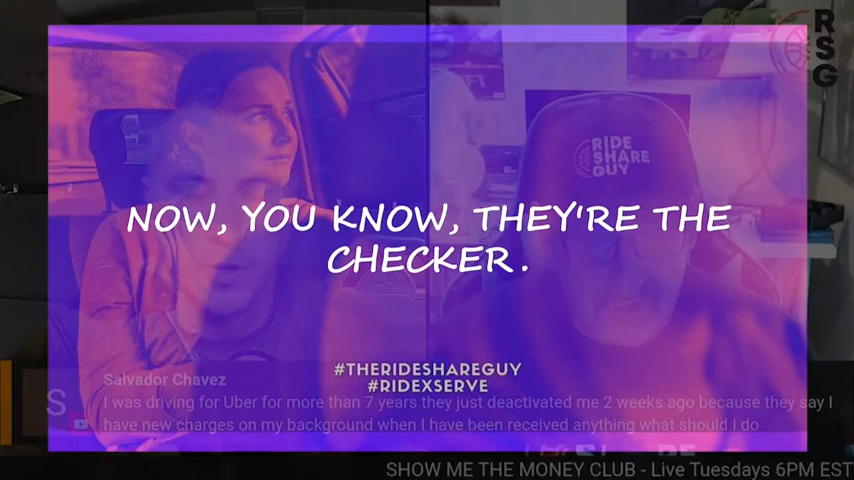 RSG
RIDE
SHARE
GUY
NOW, YOU KNOW, THEY'RE THE
CHECKER.
#THERIDESHAREGUY
#RIDEXSERVE
S
Salvador Chavez
I was driving for Uber for more than 7 years they just deactivated me 2 weeks ago because they say I
have new charges on my background when I have been received anything what should I do
SHOW ME THE MONEY CLUB - Live Tuesdays 6PM EST